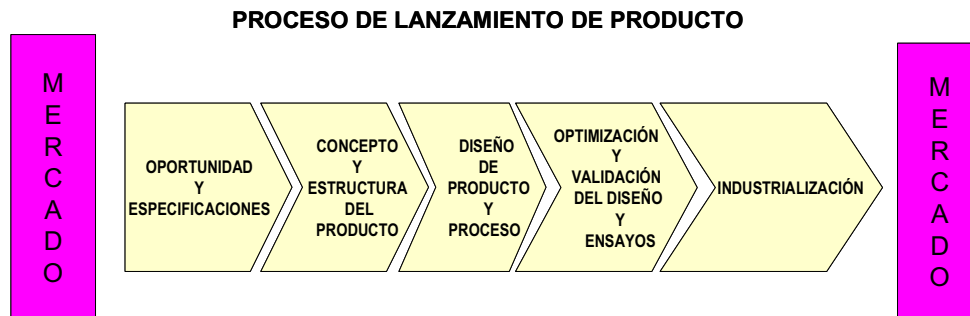 PROCESO DE LANZAMIENTO DE PRODUCTO
M
E
R
C
A
D
O
OPORTUNIDAD
Y
ESPECIFICACIONES
CONCEPTO
Y
ESTRUCTURA
DEL
PRODUCTO
DISEÑO
DE
PRODUCTO
Y
PROCESO
OPTIMIZACIÓN
Y
VALIDACIÓN
DEL DISEÑO
Y
ENSAYOS
INDUSTRIALIZACIÓN
M
E
R
C
A
D
O